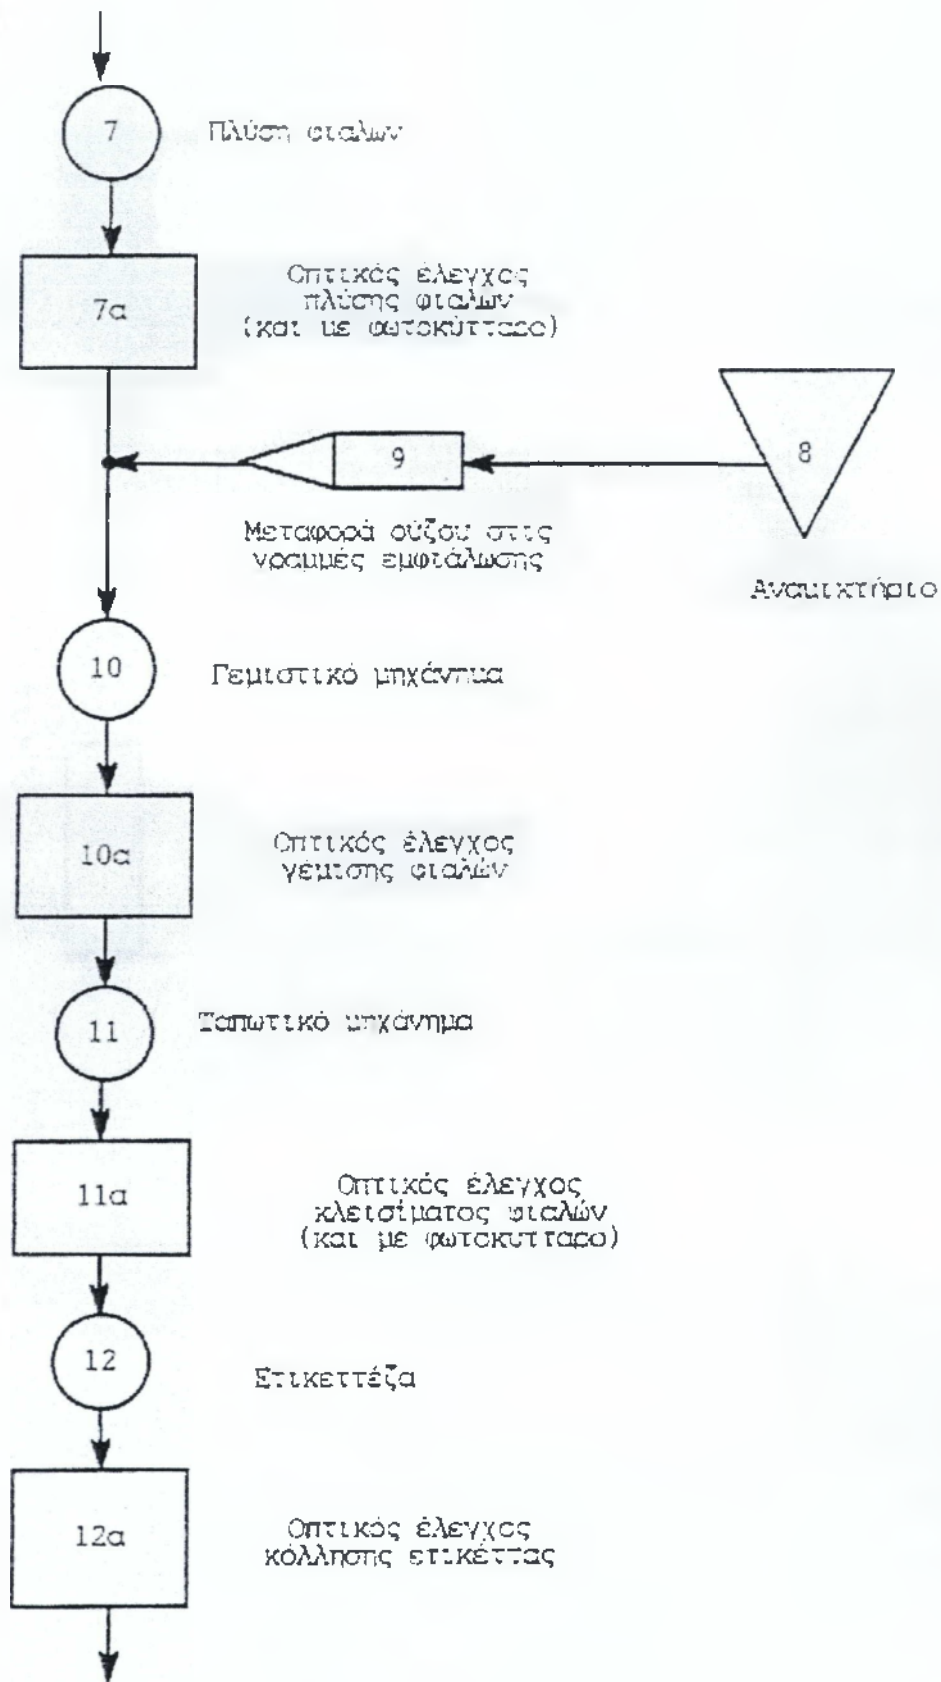 7
Πλύση φιαλών
7α
Οπτικός έλεγχος
πλύσης φιαλών
(και με φωτοκύτταρο)
9
8
Μεταφορά ούζου στις
γραμμές εμφιάλωσης
Αναμικτήριο
10
Γεμιστικό μηχάνημα
10α
Οπτικός έλεγχος
γέμισης φιαλών
11
Ταπωτικό μηχάνημα
11α
Οπτικός έλεγχος
κλεισίματος φιαλών
(και με φωτοκύτταρο)
12
Ετικεττέζα
12α
Οπτικός έλεγχος
κόλλησης ετικέττας